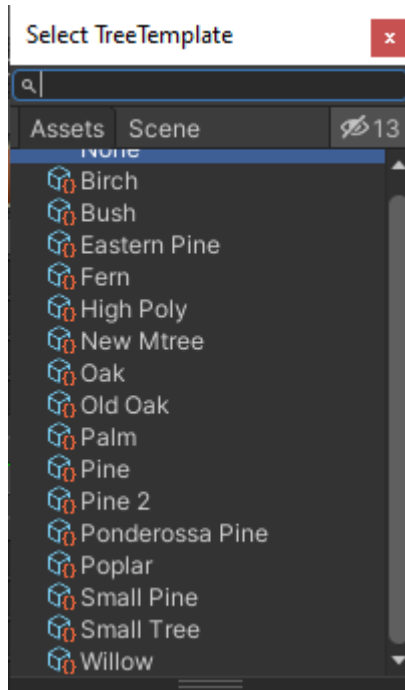 Select TreeTemplate
x
Assets Scene 13
None
Birch
Bush
Eastern Pine
Fern
High Poly
New Mtree
Oak
Old Oak
Palm
Pine
Pine 2
Ponderossa Pine
Poplar
Small Pine
Small Tree
Willow